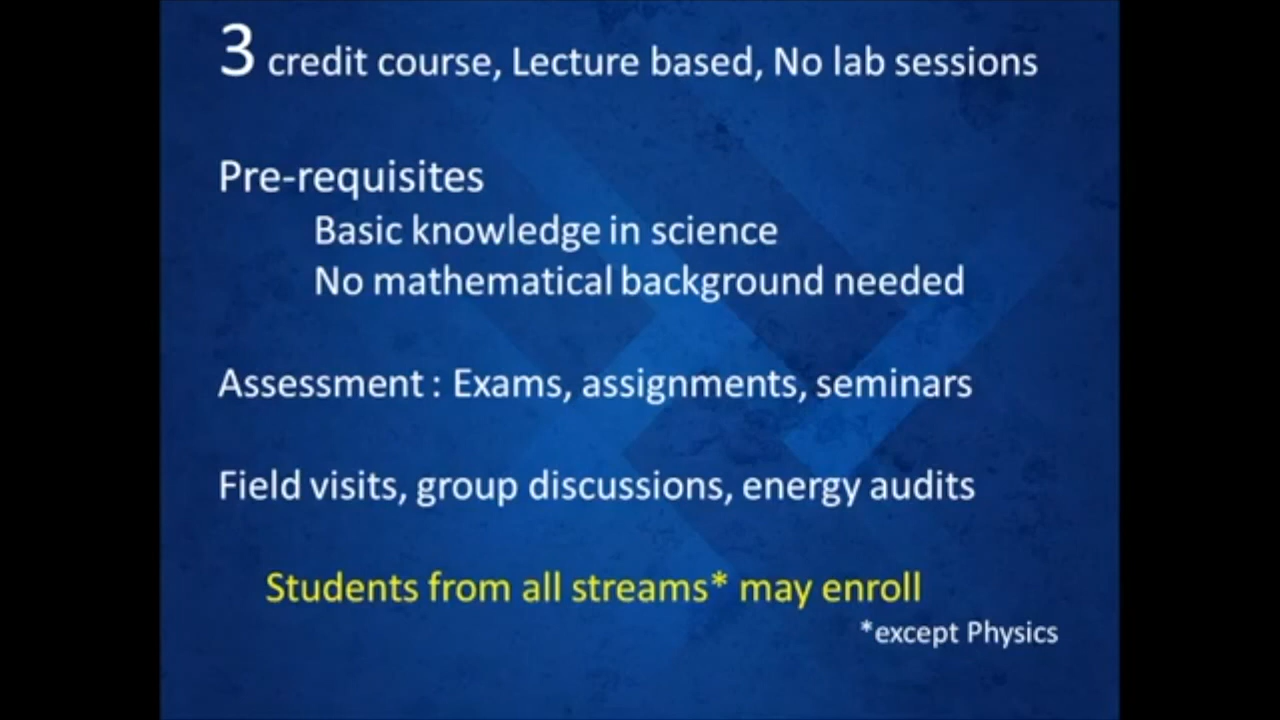 3 credit course, Lecture based, No lab sessions
Pre-requisites
Basic knowledge in science
No mathematical background needed
Assessment : Exams, assignments, seminars
Field visits, group discussions, energy audits
Students from all streams* may enroll
*except Physics